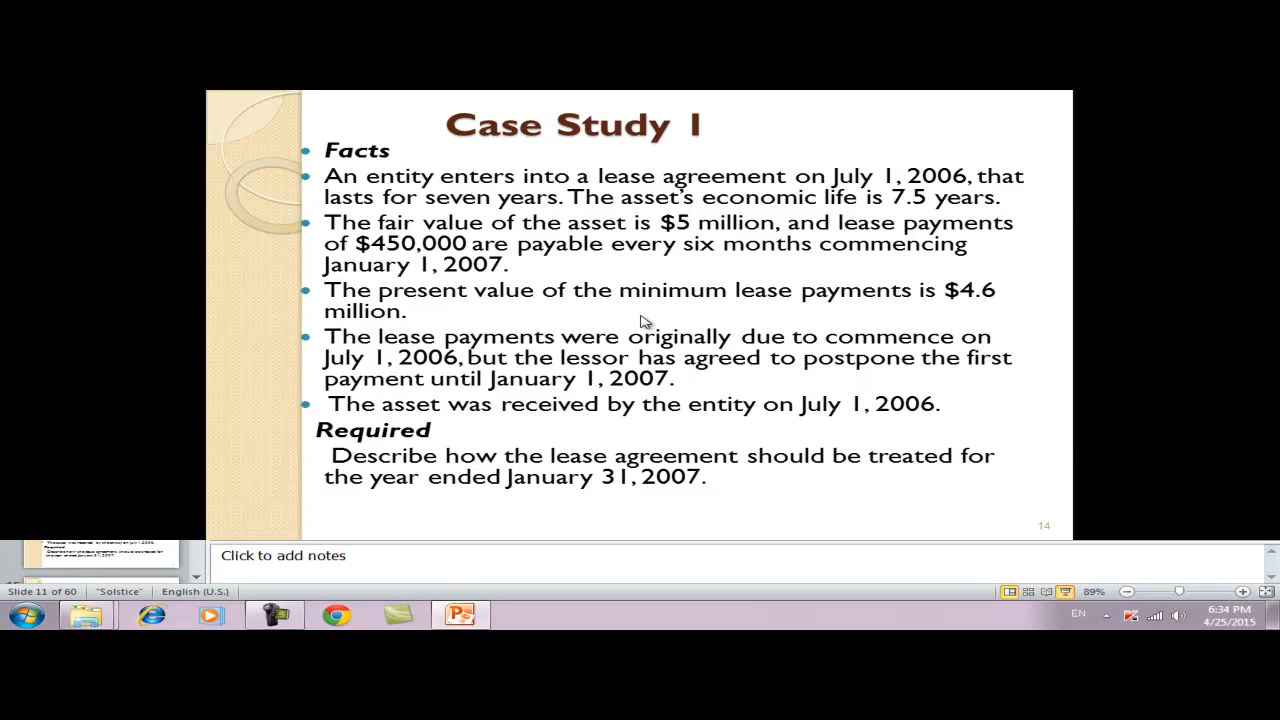 Case Study 1
• Facts
• An entity enters into a lease agreement on July 1, 2006, that
lasts for seven years. The asset's economic life is 7.5 years.
• The fair value of the asset is $5 million, and lease payments
of $450,000 are payable every six months commencing
January 1, 2007.
• The present value of the minimum lease payments is $4.6
million.
• The lease payments were originally due to commence on
July 1, 2006, but the lessor has agreed to postpone the first
payment until January 1, 2007.
• The asset was received by the entity on July 1, 2006.
Required
Describe how the lease agreement should be treated for
the year ended January 31, 2007.
14
Click to add notes
Slide 11 of 60
"Solstice"
English (U.S.)
89%
EN
6:34 PM
4/25/2015